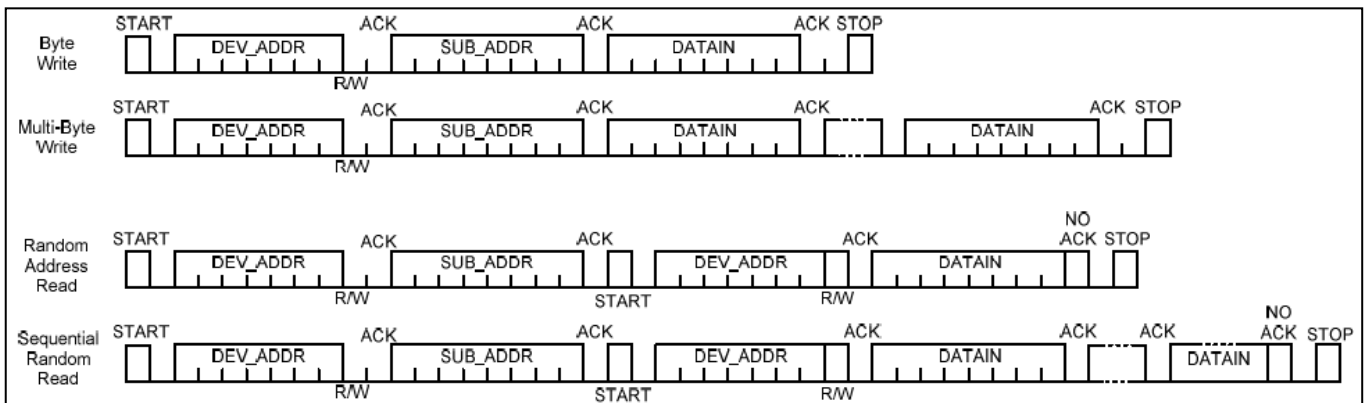 START ACK ACK ACK STOP
Byte
Write
DEV_ADDR SUB_ADDR DATAIN
R/W
START ACK ACK ACK ACK STOP
Multi-Byte
Write
DEV_ADDR SUB_ADDR DATAIN DATAIN
R/W
NO
START ACK ACK ACK ACK STOP
Random
Address
Read
DEV_ADDR SUB_ADDR DEV_ADDR DATAIN
R/W START R/W
NO
START ACK ACK ACK ACK ACK ACK STOP
Sequential
Random
Read
DEV_ADDR SUB_ADDR DEV_ADDR DATAIN DATAIN
R/W START R/W